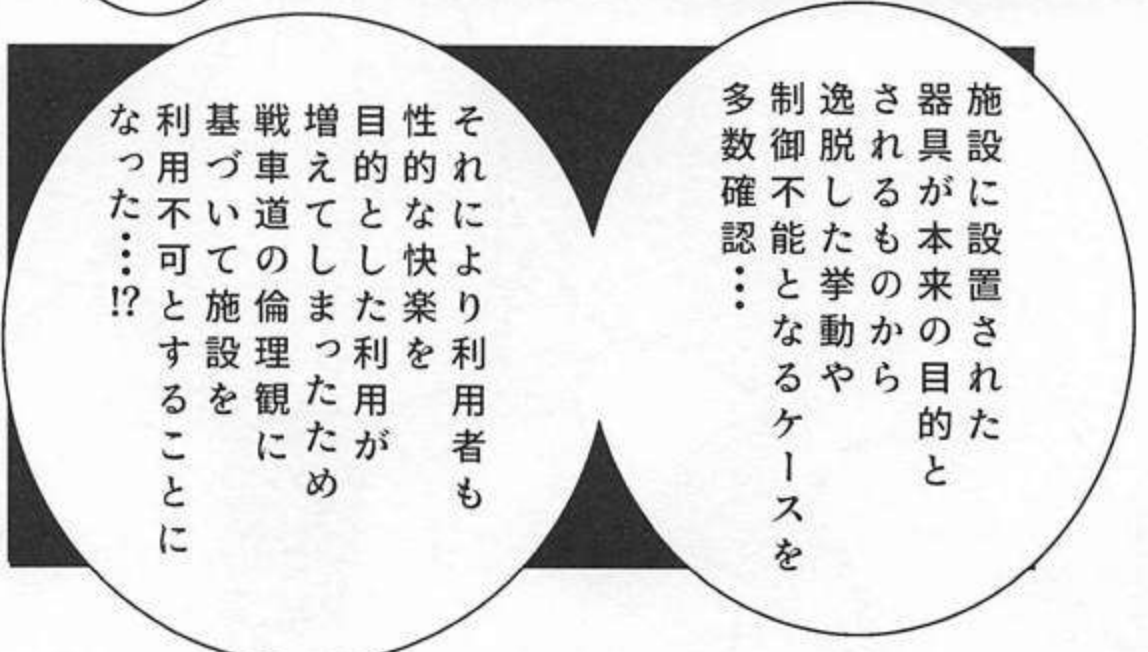 施設に設置された
器具が本来の目的と
されるものから
逸脱した挙動や
制御不能となるケースを
多数確認…
それにより利用者も
性的な快楽を
目的とした利用が
増えてしまったため
戦車道の倫理観に
基づいて施設を
利用不可とすることに
なった…!?